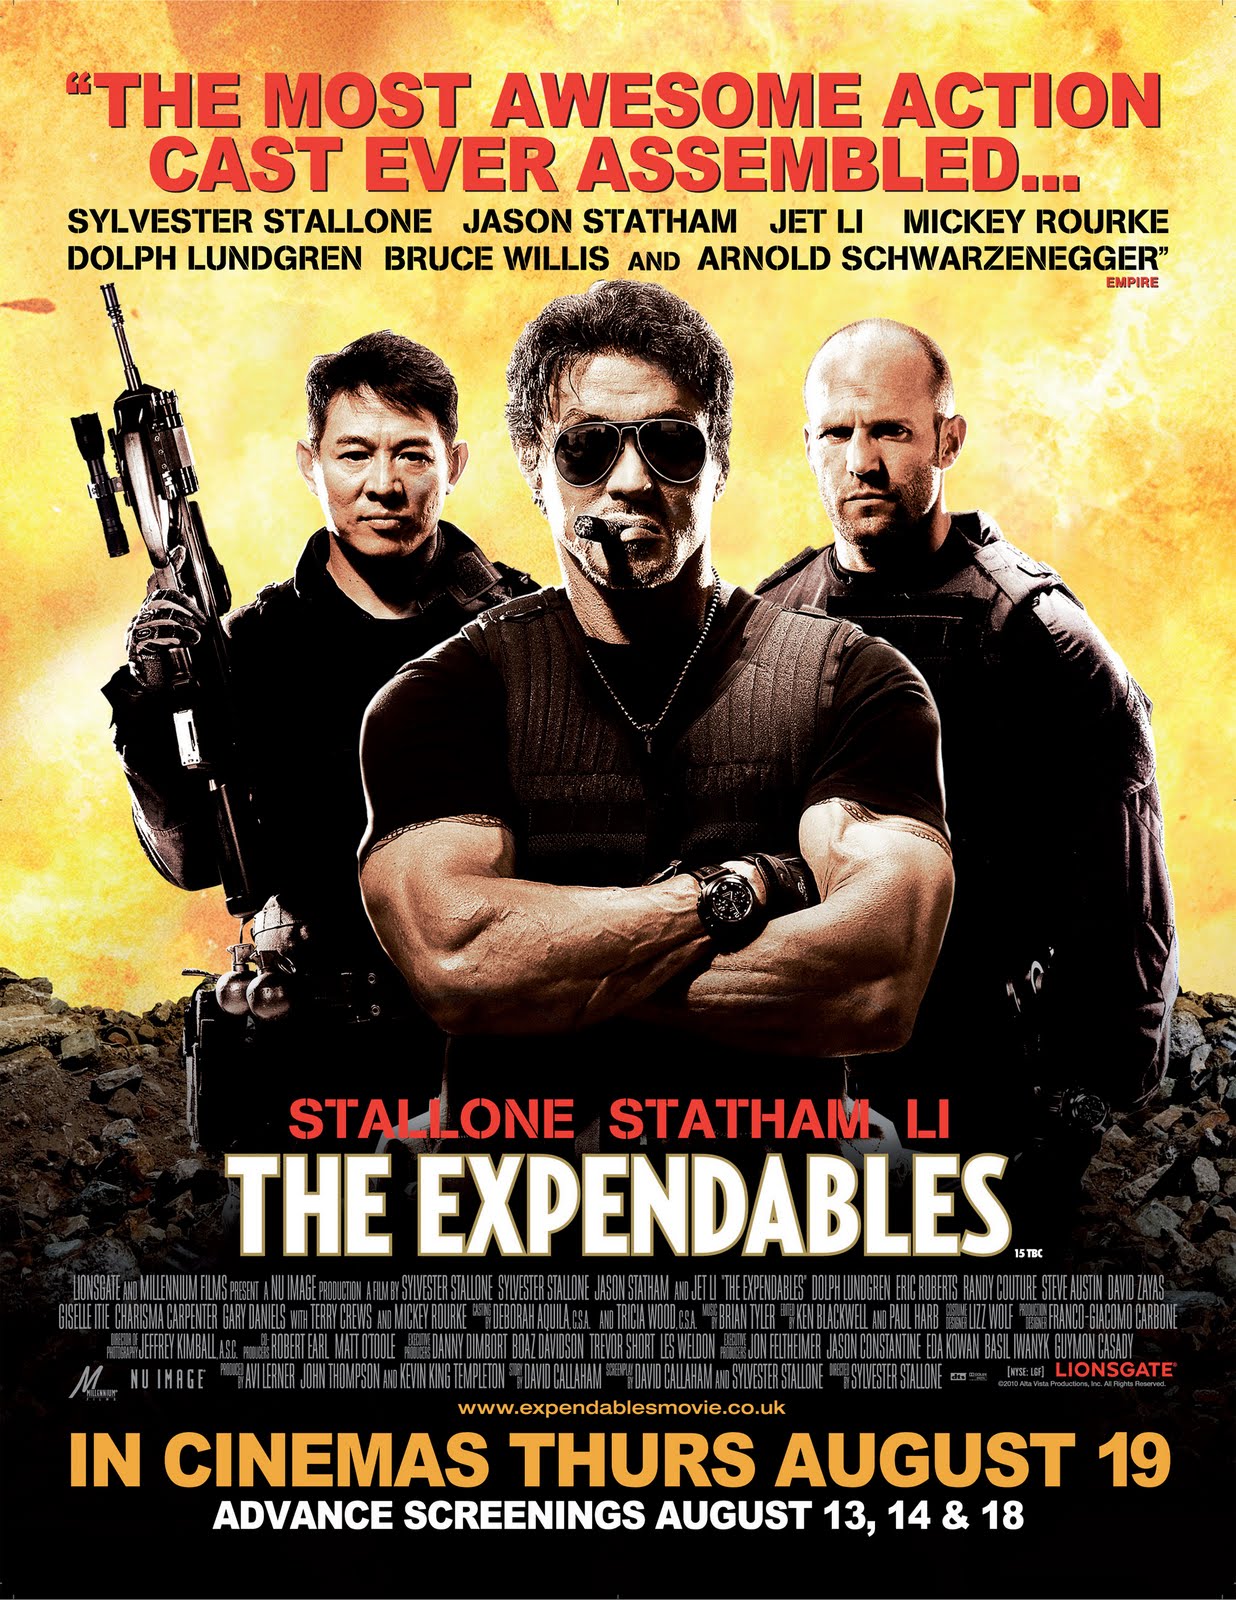 “THE MOST AWESOME ACTION
CAST EVER ASSEMBLED...
SYLVESTER STALLONE JASON STATHAM JET LI MICKEY ROURKE
DOLPH LUNDGREN BRUCE WILLIS AND ARNOLD SCHWARZENEGGER”
EMPIRE
STALLONE STATHAM LI
THE EXPENDABLES
15 TBC
LIONSGATE AND MILLENNIUM FILMS PRESENT A NU IMAGE PRODUCTION A FILM BY SYLVESTER STALLONE SYLVESTER STALLONE JASON STATHAM AND JET LI "THE EXPENDABLES" DOLPH LUNDGREN ERIC ROBERTS RANDY COUTURE STEVE AUSTIN DAVID ZAYAS
GISELLE ITIE CHARISMA CARPENTER GARY DANIELS WITH TERRY CREWS AND MICKEY ROURKE CASTING BY DEBORAH AQUILA, C.S.A. AND TRICIA WOOD, C.S.A. MUSIC BY BRIAN TYLER EDITED BY KEN BLACKWELL AND PAUL HARB COSTUME DESIGNER LIZZ WOLF PRODUCTION DESIGNER FRANCO-GIACOMO CARBONE
DIRECTOR OF PHOTOGRAPHY JEFFREY KIMBALL, A.S.C. CO-PRODUCERS ROBERT EARL MATT O'TOOLE EXECUTIVE PRODUCERS DANNY DIMBORT BOAZ DAVIDSON TREVOR SHORT LES WELDON EXECUTIVE PRODUCERS JON FELTHEIMER JASON CONSTANTINE EDA KOWAN BASIL IWANYK GUYMON CASADY
MILLENNIUM FILMS NU IMAGE PRODUCED BY AVI LERNER JOHN THOMPSON AND KEVIN KING TEMPLETON STORY BY DAVID CALLAHAM SCREENPLAY BY DAVID CALLAHAM AND SYLVESTER STALLONE DIRECTED BY SYLVESTER STALLONE dts DOLBY [NYSE: LGF] LIONSGATE®
©2010 Alta Vista Productions, Inc. All Rights Reserved.
www.expendablesmovie.co.uk
IN CINEMAS THURS AUGUST 19
ADVANCE SCREENINGS AUGUST 13, 14 & 18